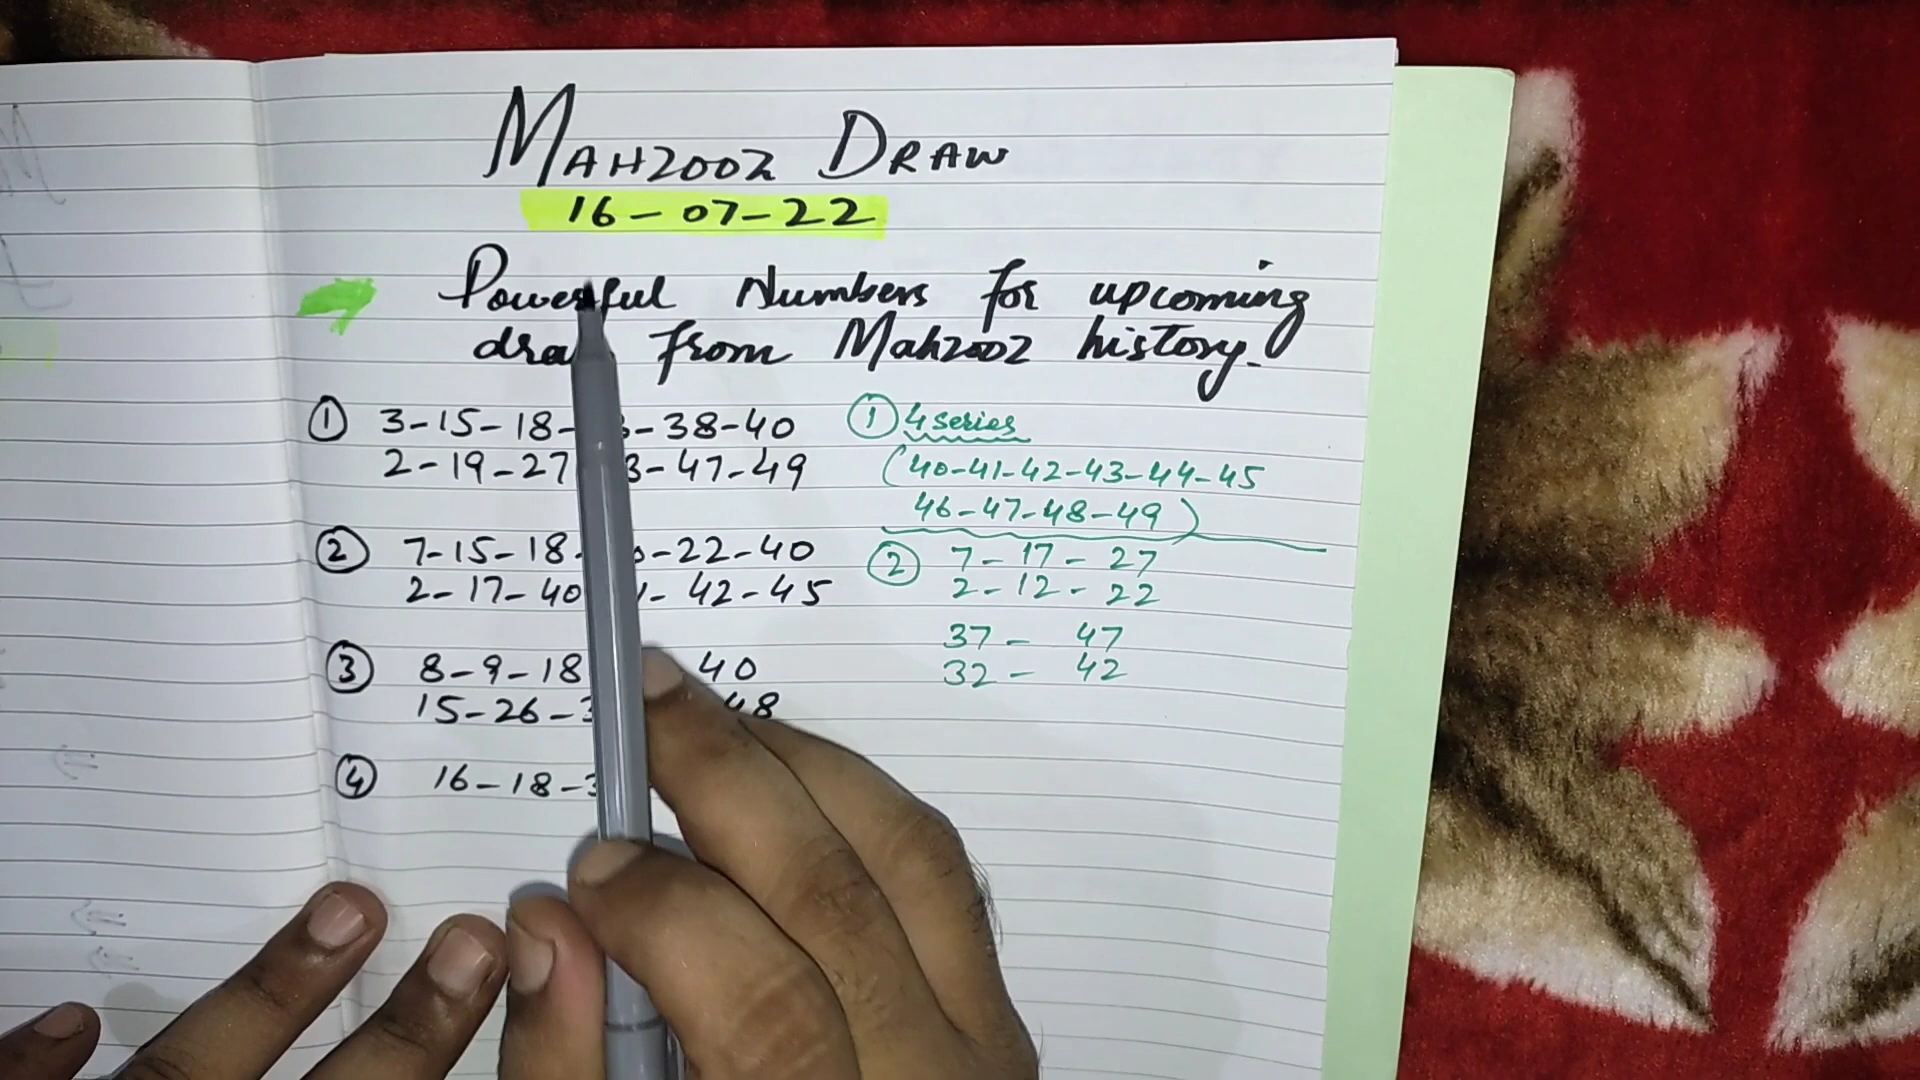 MAHZOOZ DRAW
16-07-22
Powerful Numbers for upcoming
draw from Mahzooz history.
① 3-15-18- -38-40
2-19-27 3-47-49
② 7-15-18- -22-40
2-17-40 - 42-45
③ 8-9-18 40
15-26- 48
④ 16-18-
① 4 series
(40-41-42-43-44-45
46-47-48-49)
② 7-17-27
2-12-22
37-47
32-42